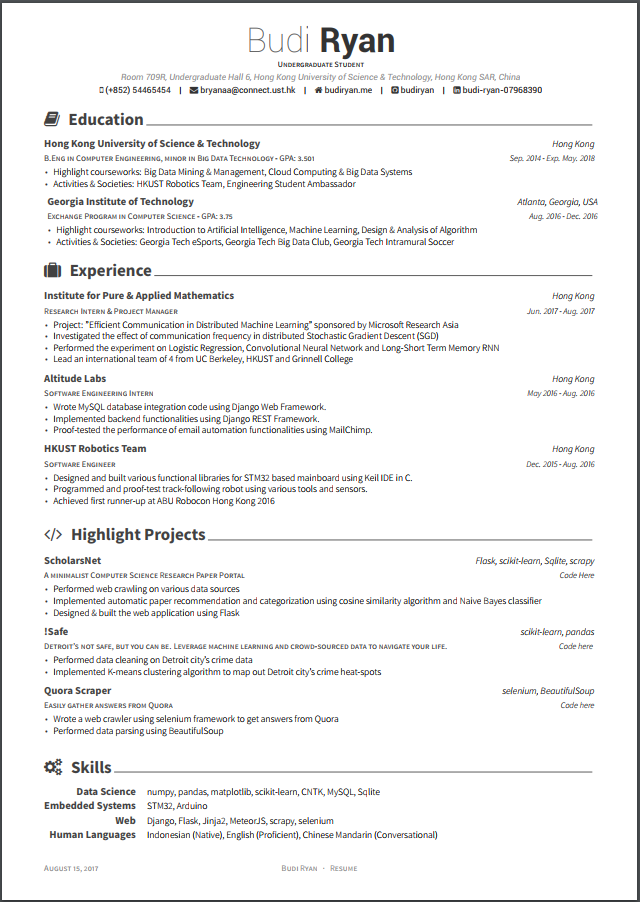 Budi Ryan
Undergraduate Student
Room 709R, Undergraduate Hall 6, Hong Kong University of Science & Technology, Hong Kong SAR, China
(+852) 54465454 | bryanaa@connect.ust.hk | budiryan.me | budiryan | budi-ryan-07968390
Education
Hong Kong University of Science & Technology Hong Kong
B.Eng in Computer Engineering, minor in Big Data Technology - GPA: 3.501 Sep. 2014 - Exp. May. 2018
• Highlight courseworks: Big Data Mining & Management, Cloud Computing & Big Data Systems
• Activities & Societies: HKUST Robotics Team, Engineering Student Ambassador
Georgia Institute of Technology Atlanta, Georgia, USA
Exchange Program in Computer Science - GPA: 3.75 Aug. 2016 - Dec. 2016
• Highlight courseworks: Introduction to Artificial Intelligence, Machine Learning, Design & Analysis of Algorithm
• Activities & Societies: Georgia Tech eSports, Georgia Tech Big Data Club, Georgia Tech Intramural Soccer
Experience
Institute for Pure & Applied Mathematics Hong Kong
Research Intern & Project Manager Jun. 2017 - Aug. 2017
• Project: "Efficient Communication in Distributed Machine Learning" sponsored by Microsoft Research Asia
• Investigated the effect of communication frequency in distributed Stochastic Gradient Descent (SGD)
• Performed the experiment on Logistic Regression, Convolutional Neural Network and Long-Short Term Memory RNN
• Lead an international team of 4 from UC Berkeley, HKUST and Grinnell College
Altitude Labs Hong Kong
Software Engineering Intern May 2016 - Aug. 2016
• Wrote MySQL database integration code using Django Web Framework.
• Implemented backend functionalities using Django REST Framework.
• Proof-tested the performance of email automation functionalities using MailChimp.
HKUST Robotics Team Hong Kong
Software Engineer Dec. 2015 - Aug. 2016
• Designed and built various functional libraries for STM32 based mainboard using Keil IDE in C.
• Programmed and proof-test track-following robot using various tools and sensors.
• Achieved first runner-up at ABU Robocon Hong Kong 2016
</> Highlight Projects
ScholarsNet Flask, scikit-learn, Sqlite, scrapy
A minimalist Computer Science Research Paper Portal Code Here
• Performed web crawling on various data sources
• Implemented automatic paper recommendation and categorization using cosine similarity algorithm and Naive Bayes classifier
• Designed & built the web application using Flask
!Safe scikit-learn, pandas
Detroit's not safe, but you can be. Leverage machine learning and crowd-sourced data to navigate your life. Code here
• Performed data cleaning on Detroit city's crime data
• Implemented K-means clustering algorithm to map out Detroit city's crime heat-spots
Quora Scraper selenium, BeautifulSoup
Easily gather answers from Quora Code here
• Wrote a web crawler using selenium framework to get answers from Quora
• Performed data parsing using BeautifulSoup
Skills
Data Science numpy, pandas, matplotlib, scikit-learn, CNTK, MySQL, Sqlite
Embedded Systems STM32, Arduino
Web Django, Flask, Jinja2, MeteorJS, scrapy, selenium
Human Languages Indonesian (Native), English (Proficient), Chinese Mandarin (Conversational)
August 15, 2017 Budi Ryan · Resume